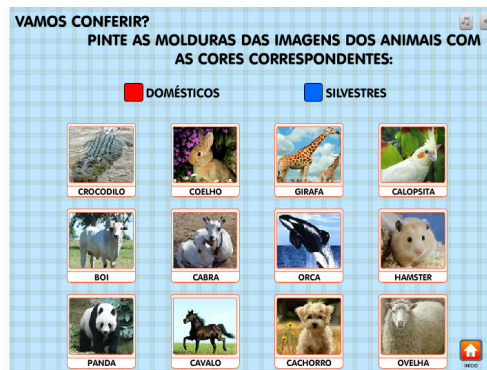 VAMOS CONFERIR?
PINTE AS MOLDURAS DAS IMAGENS DOS ANIMAIS COM
AS CORES CORRESPONDENTES:
DOMÉSTICOS SILVESTRES
CROCODILO COELHO GIRAFA CALOPSITA
BOI CABRA ORCA HAMSTER
PANDA CAVALO CACHORRO OVELHA
INÍCIO